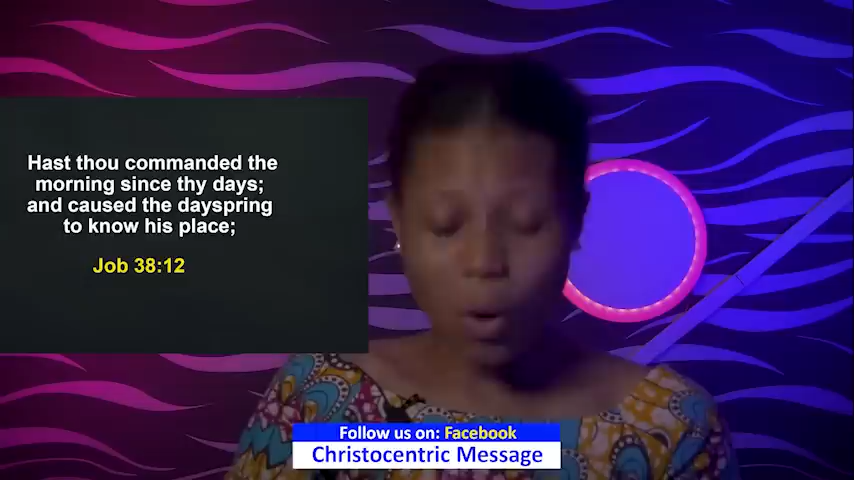 Hast thou commanded the
morning since thy days;
and caused the dayspring
to know his place;
Job 38:12
Follow us on: Facebook
Christocentric Message